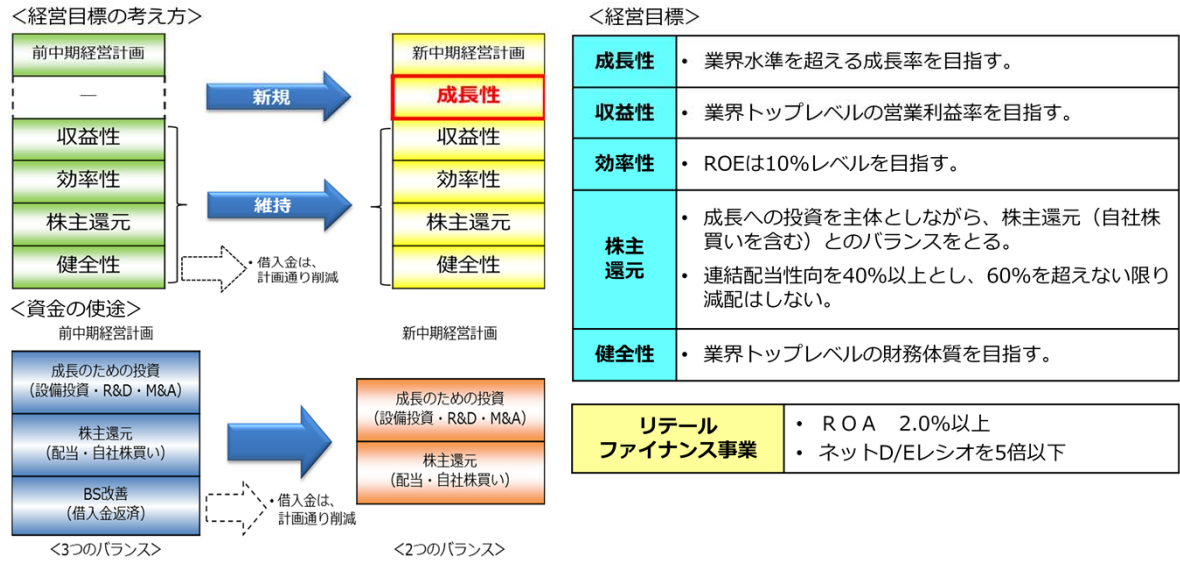 <経営目標の考え方>
前中期経営計画
―
収益性
効率性
株主還元
健全性
新規
維持
・借入金は、
計画通り削減
新中期経営計画
成長性
収益性
効率性
株主還元
健全性
<資金の使途>
前中期経営計画
成長のための投資
(設備投資・R&D・M&A)
株主還元
(配当・自社株買い)
BS改善
(借入金返済)
<3つのバランス>
・借入金は、
計画通り削減
新中期経営計画
成長のための投資
(設備投資・R&D・M&A)
株主還元
(配当・自社株買い)
<2つのバランス>
<経営目標>
成長性
• 業界水準を超える成長率を目指す。
収益性
• 業界トップレベルの営業利益率を目指す。
効率性
• ROEは10%レベルを目指す。
株主
還元
• 成長への投資を主体としながら、株主還元（自社株
買いを含む）とのバランスをとる。
• 連結配当性向を40%以上とし、60%を超えない限り
減配はしない。
健全性
• 業界トップレベルの財務体質を目指す。
リテール
ファイナンス事業
• ＲＯＡ　2.0%以上
• ネットD/Eレシオを5倍以下